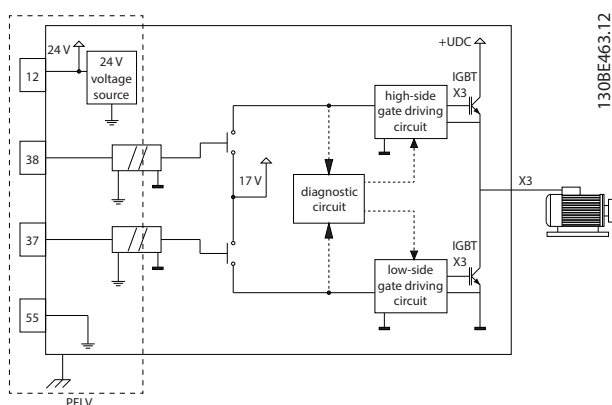 130BE463.12
24 V
+UDC
12
24 V
voltage
source
high-side
gate driving
circuit
IGBT
X3
38
17 V
diagnostic
circuit
X3
37
low-side
gate driving
circuit
IGBT
X3
55
PELV